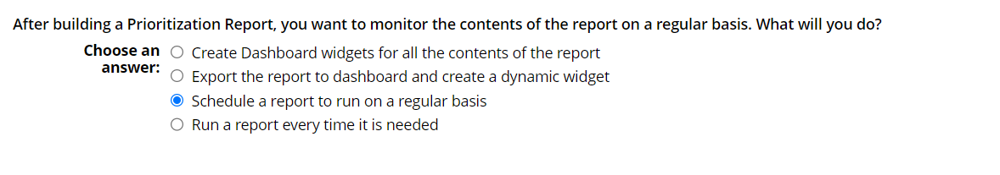 After building a Prioritization Report, you want to monitor the contents of the report on a regular basis. What will you do?
Choose an answer:
Create Dashboard widgets for all the contents of the report
Export the report to dashboard and create a dynamic widget
Schedule a report to run on a regular basis
Run a report every time it is needed